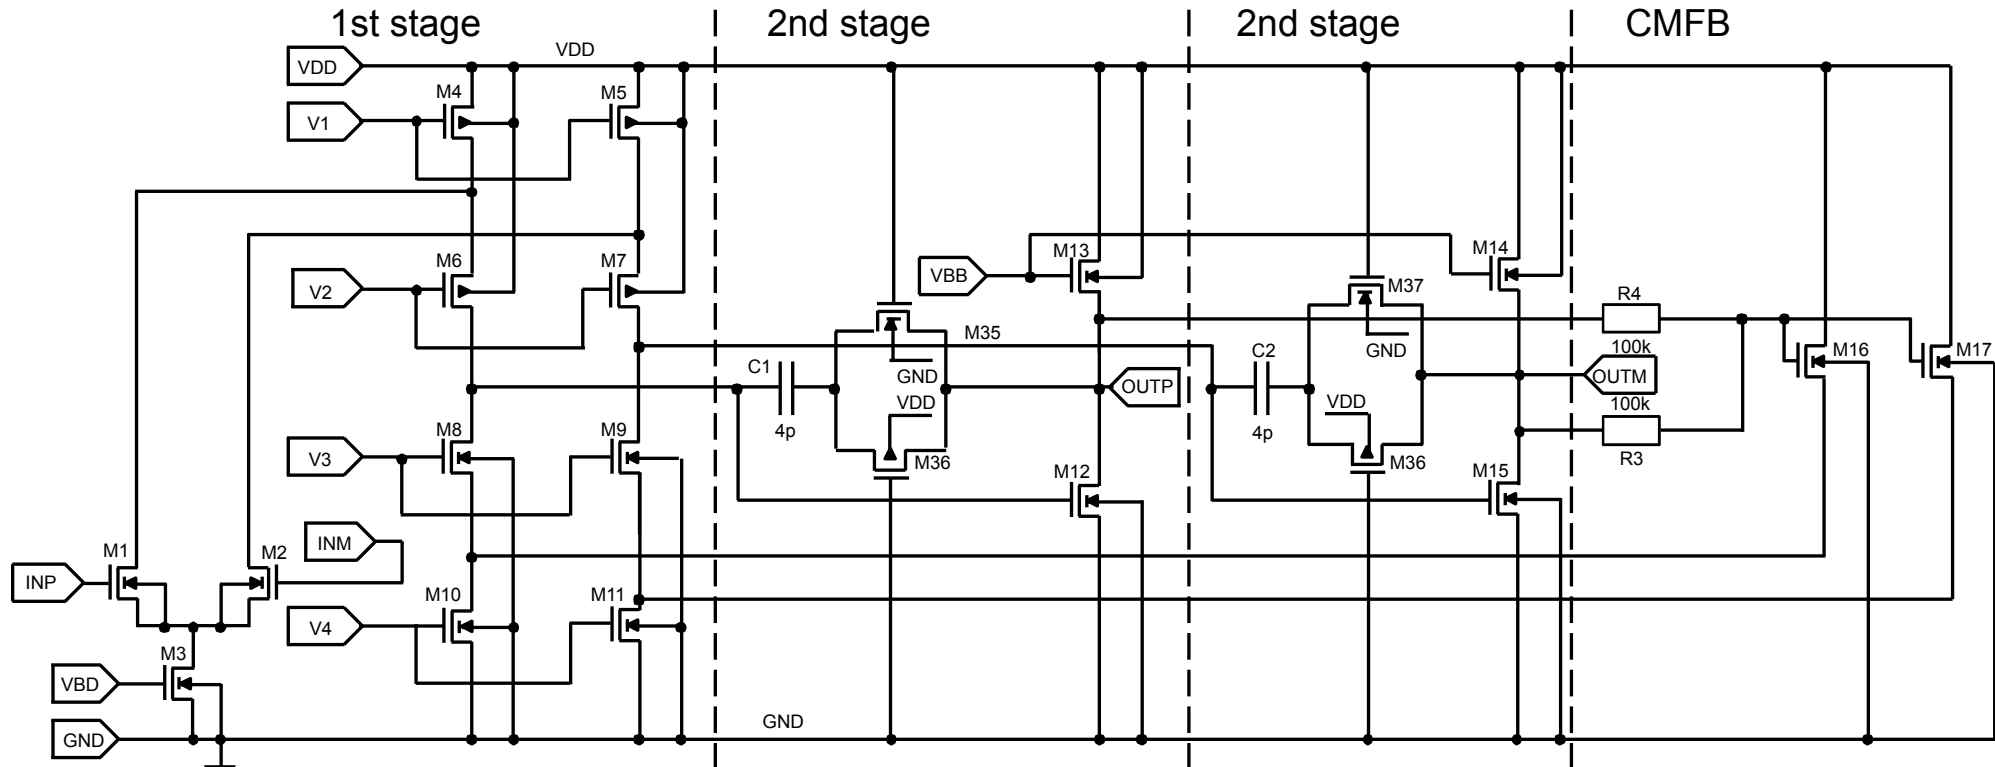 1st stage
2nd stage
2nd stage
CMFB
VDD
VDD
V1
M4
M5
V2
M6
M7
VBB
M13
M14
M37
GND
R4
100k
M16
M17
M35
C1
4p
GND
VDD
M36
OUTP
C2
4p
VDD
M36
OUTM
100k
R3
V3
M8
M9
M12
M15
INM
INP
M1
M2
M10
M11
V4
M3
VBD
GND
GND